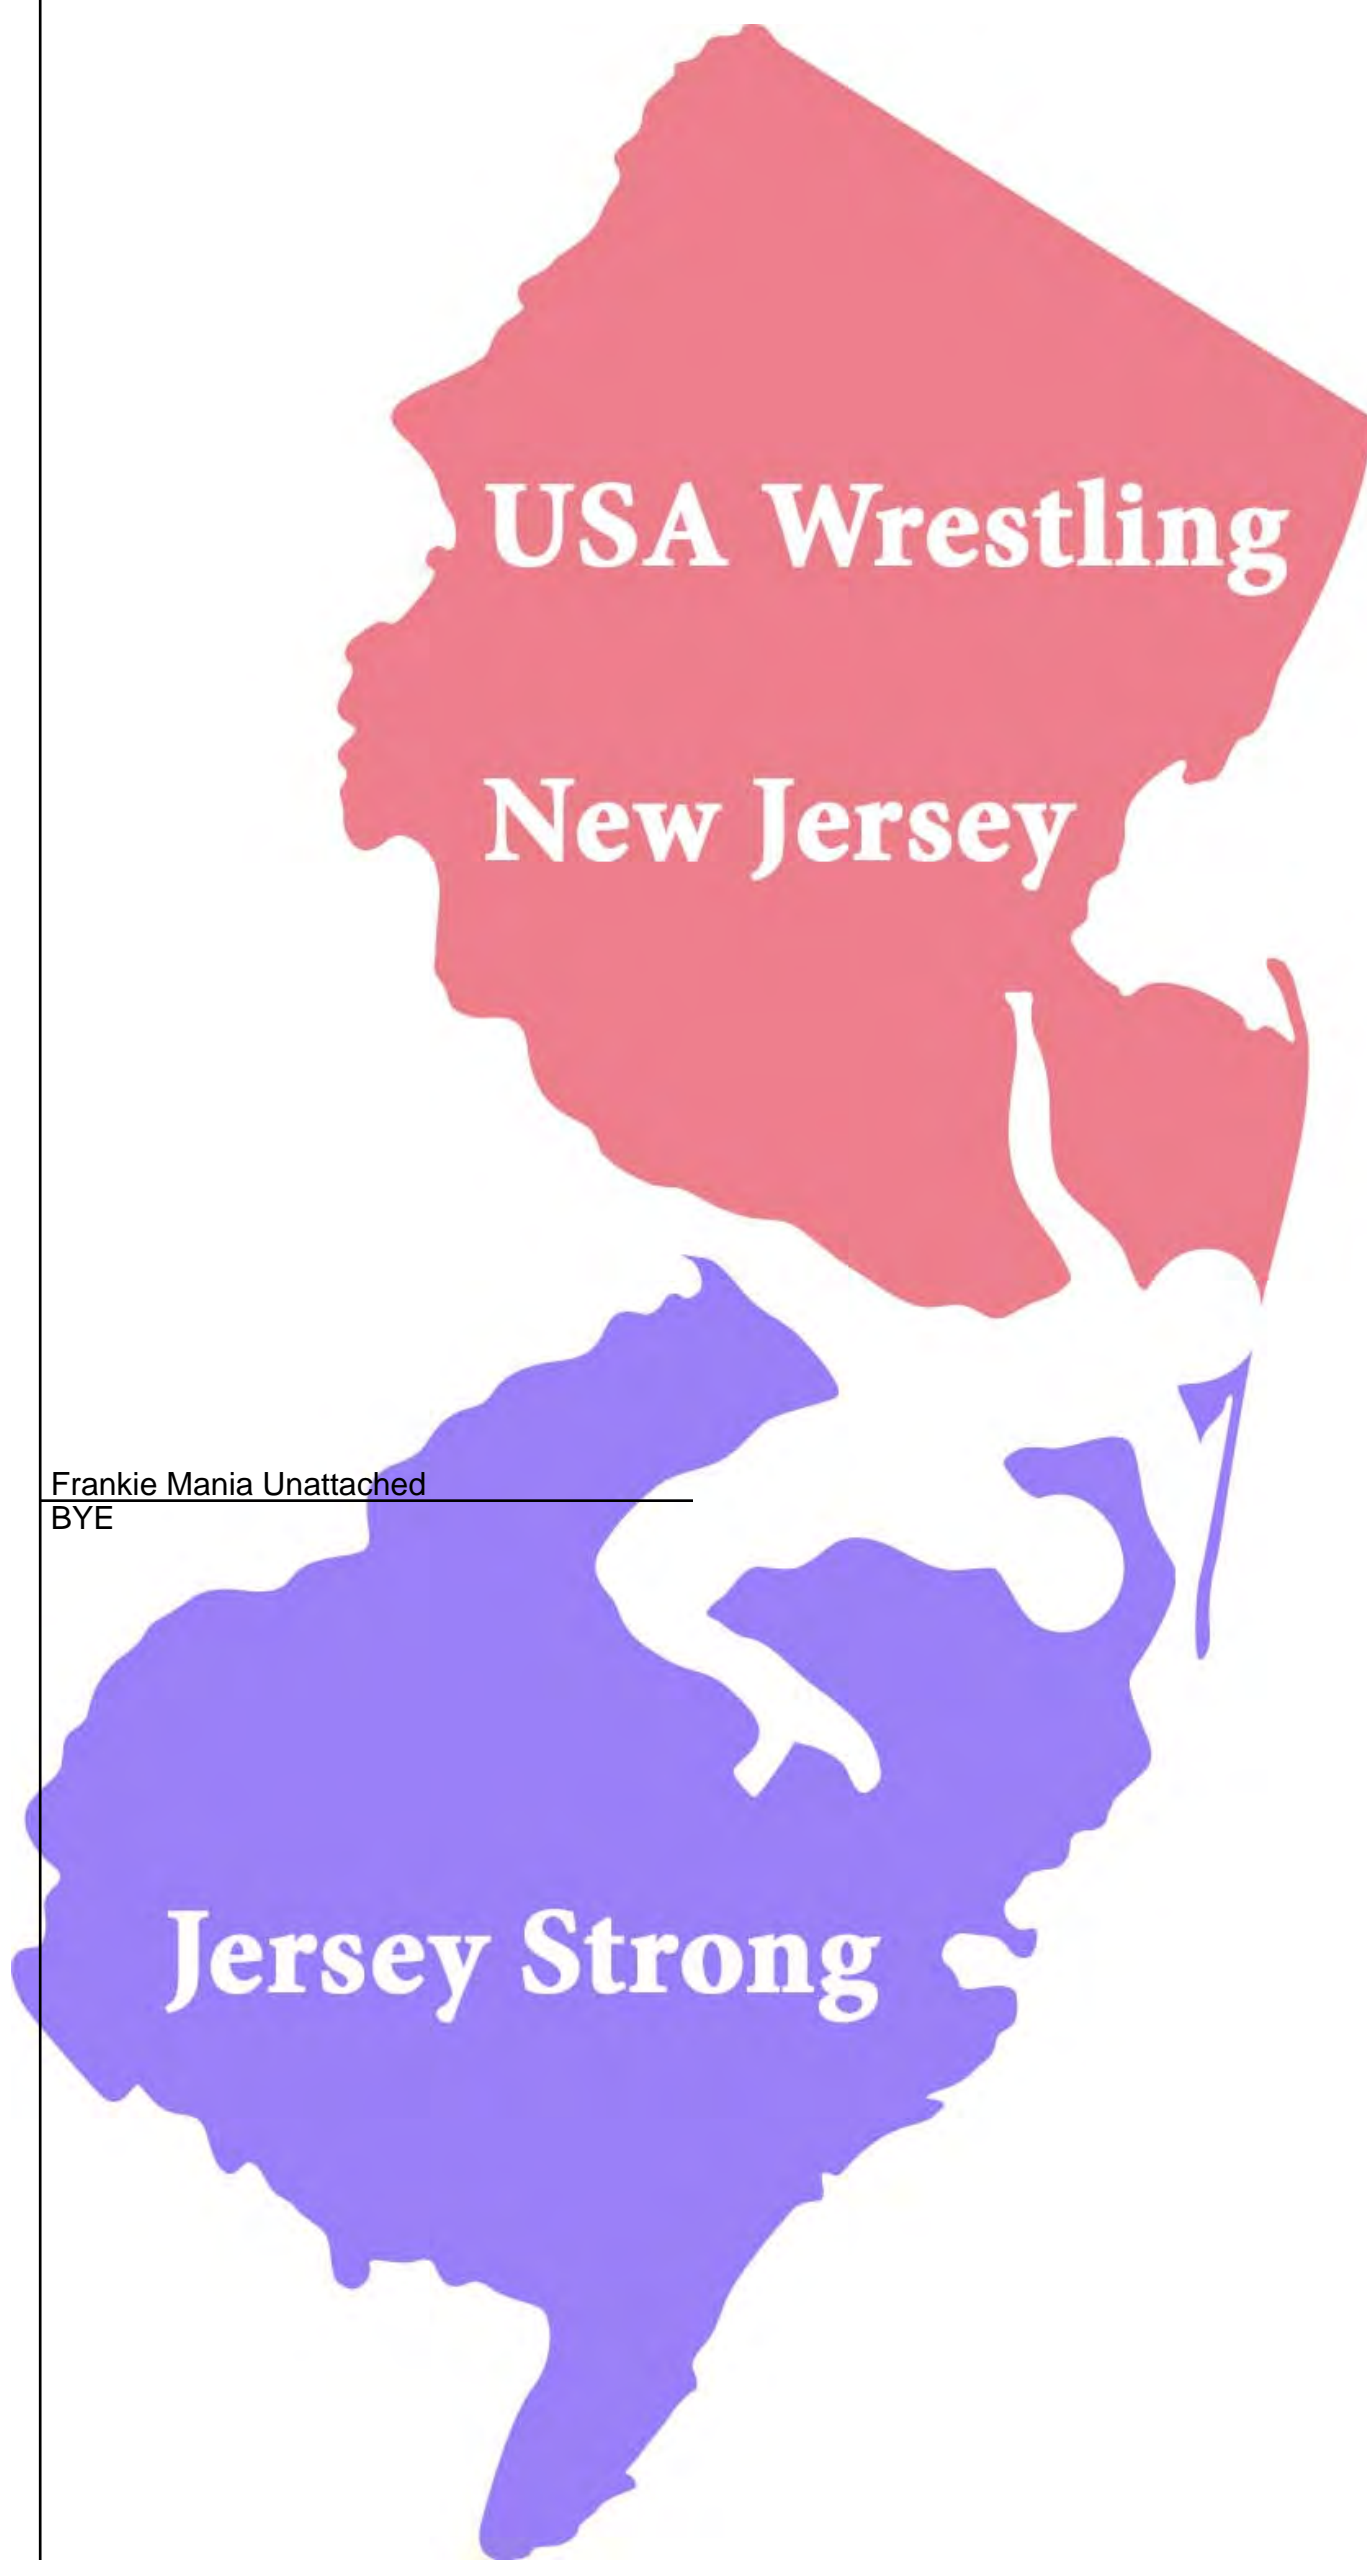 USA Wrestling
New Jersey
Frankie Mania Unattached
BYE
Jersey Strong